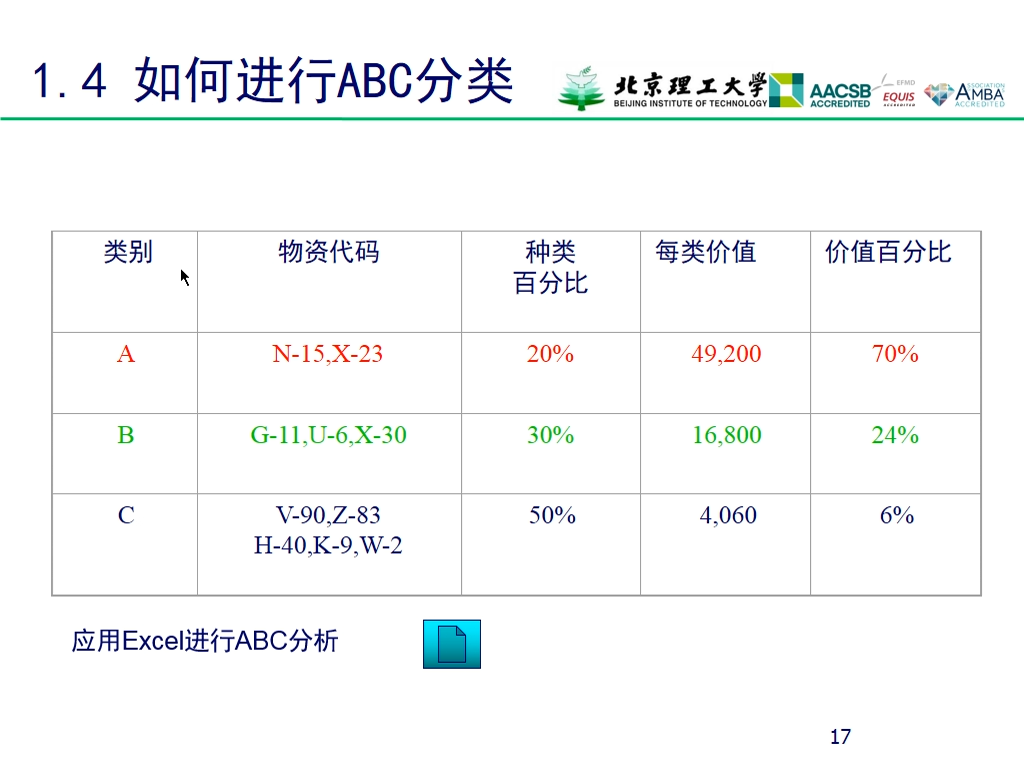 1.4 如何进行ABC分类
北京理工大学
BEIJING INSTITUTE OF TECHNOLOGY
AACSB
ACCREDITED
EFMD
EQUIS
ACCREDITED
ASSOCIATION
AMBA
ACCREDITED
类别 物资代码 种类 每类价值 价值百分比
百分比
A N-15,X-23 20% 49,200 70%
B G-11,U-6,X-30 30% 16,800 24%
C V-90,Z-83 50% 4,060 6%
H-40,K-9,W-2
应用Excel进行ABC分析
17